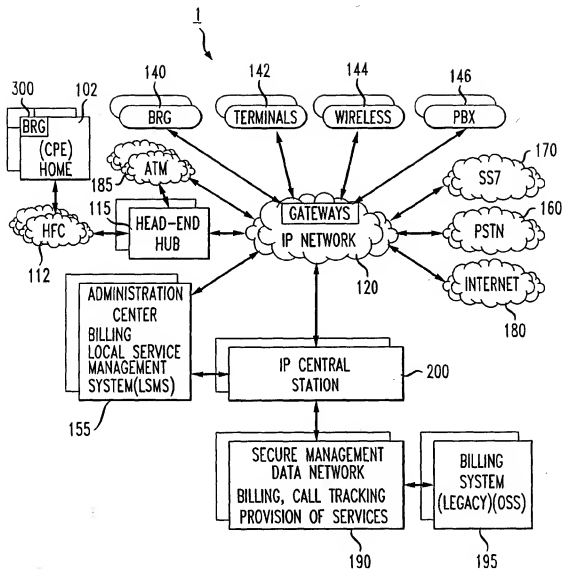 1
300
102
140
142
144
146
BRG
(CPE)
HOME
BRG
TERMINALS
WIRELESS
PBX
185
ATM
170
SS7
115
HFC
112
HEAD-END
HUB
GATEWAYS
IP NETWORK
120
160
PSTN
INTERNET
180
ADMINISTRATION
CENTER
BILLING
LOCAL SERVICE
MANAGEMENT
SYSTEM(LSMS)
155
IP CENTRAL
STATION
200
SECURE MANAGEMENT
DATA NETWORK
BILLING, CALL TRACKING
PROVISION OF SERVICES
190
BILLING
SYSTEM
(LEGACY)(OSS)
195